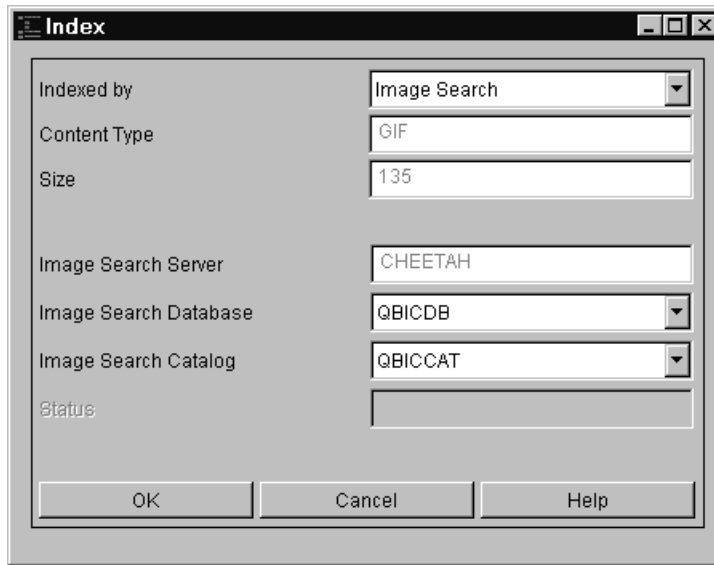 Index
Indexed by Image Search
Content Type GIF
Size 135
Image Search Server CHEETAH
Image Search Database QBICDB
Image Search Catalog QBICCAT
Status
OK Cancel Help